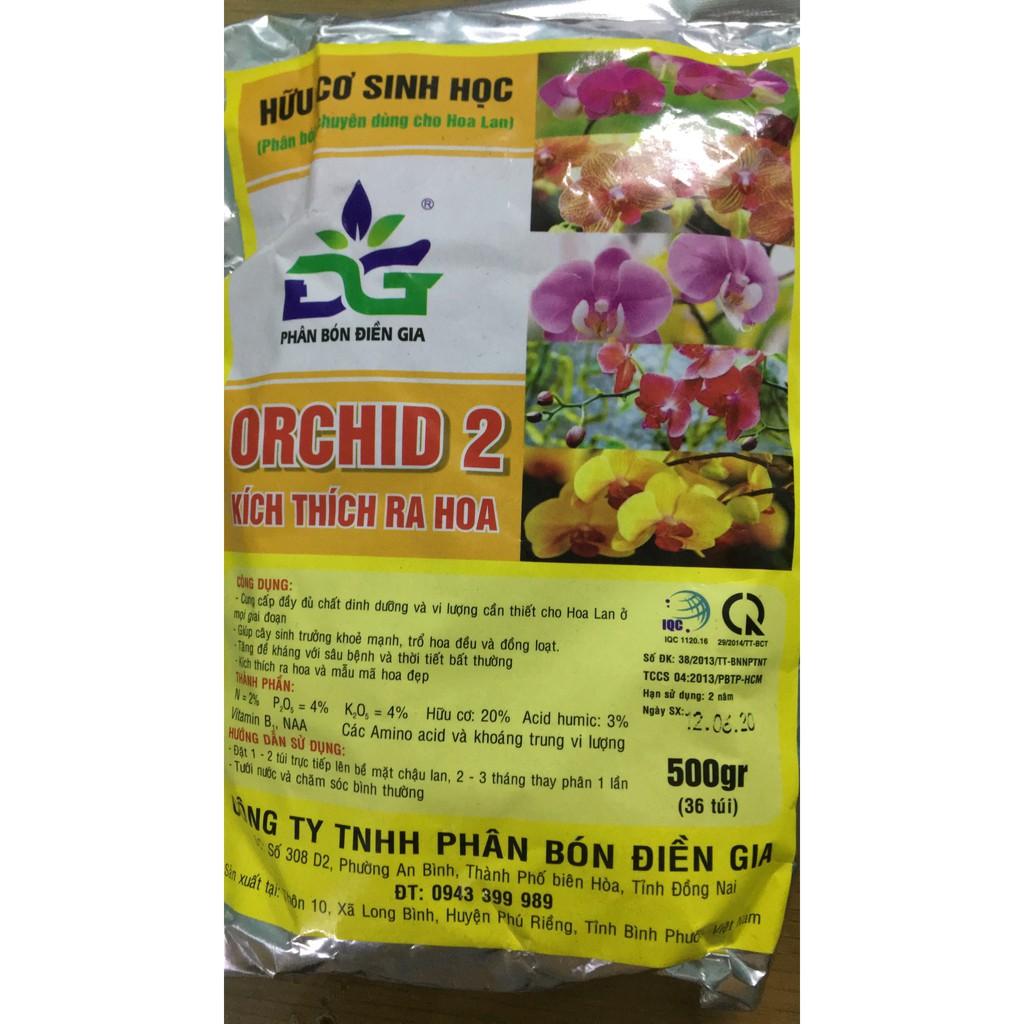 HỮU CƠ SINH HỌC
(Phân bó chuyên dùng cho Hoa Lan)
®
ĐG
PHÂN BÓN ĐIỀN GIA
ORCHID 2
KÍCH THÍCH RA HOA
CÔNG DỤNG:
- Cung cấp đầy đủ chất dinh dưỡng và vi lượng cần thiết cho Hoa Lan ở
mọi giai đoạn
- Giúp cây sinh trưởng khoẻ mạnh, trổ hoa đều và đồng loạt.
- Tăng đề kháng với sâu bệnh và thời tiết bất thường
- Kích thích ra hoa và mẫu mã hoa đẹp
THÀNH PHẦN:
N = 2% P₂O₅ = 4% K₂O₅ = 4% Hữu cơ: 20% Acid humic: 3%
Vitamin B₁, NAA Các Amino acid và khoáng trung vi lượng
HƯỚNG DẪN SỬ DỤNG:
- Đặt 1 - 2 túi trực tiếp lên bề mặt chậu lan, 2 - 3 tháng thay phân 1 lần
- Tưới nước và chăm sóc bình thường
IQC
IQC 1120.16 29/2014/TT-BCT
Số ĐK: 38/2013/TT-BNNPTNT
TCCS 04:2013/PBTP-HCM
Hạn sử dụng: 2 năm
Ngày SX: 12.06.20
500gr
(36 túi)
CÔNG TY TNHH PHÂN BÓN ĐIỀN GIA
Số 308 D2, Phường An Bình, Thành Phố biên Hòa, Tỉnh Đồng Nai
ĐT: 0943 399 989
Sản xuất tại: Thôn 10, Xã Long Bình, Huyện Phú Riềng, Tỉnh Bình Phước Việt Nam